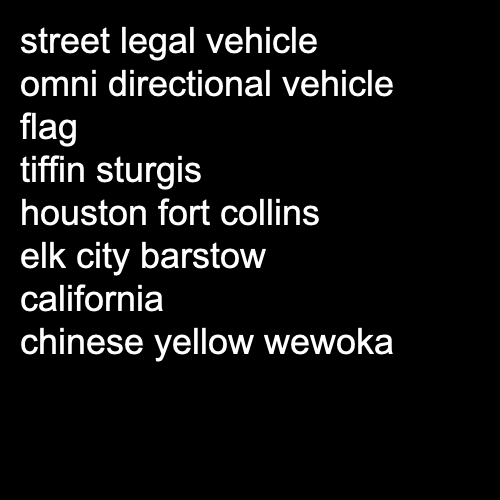 street legal vehicle
omni directional vehicle
flag
tiffin sturgis
houston fort collins
elk city barstow
california
chinese yellow wewoka